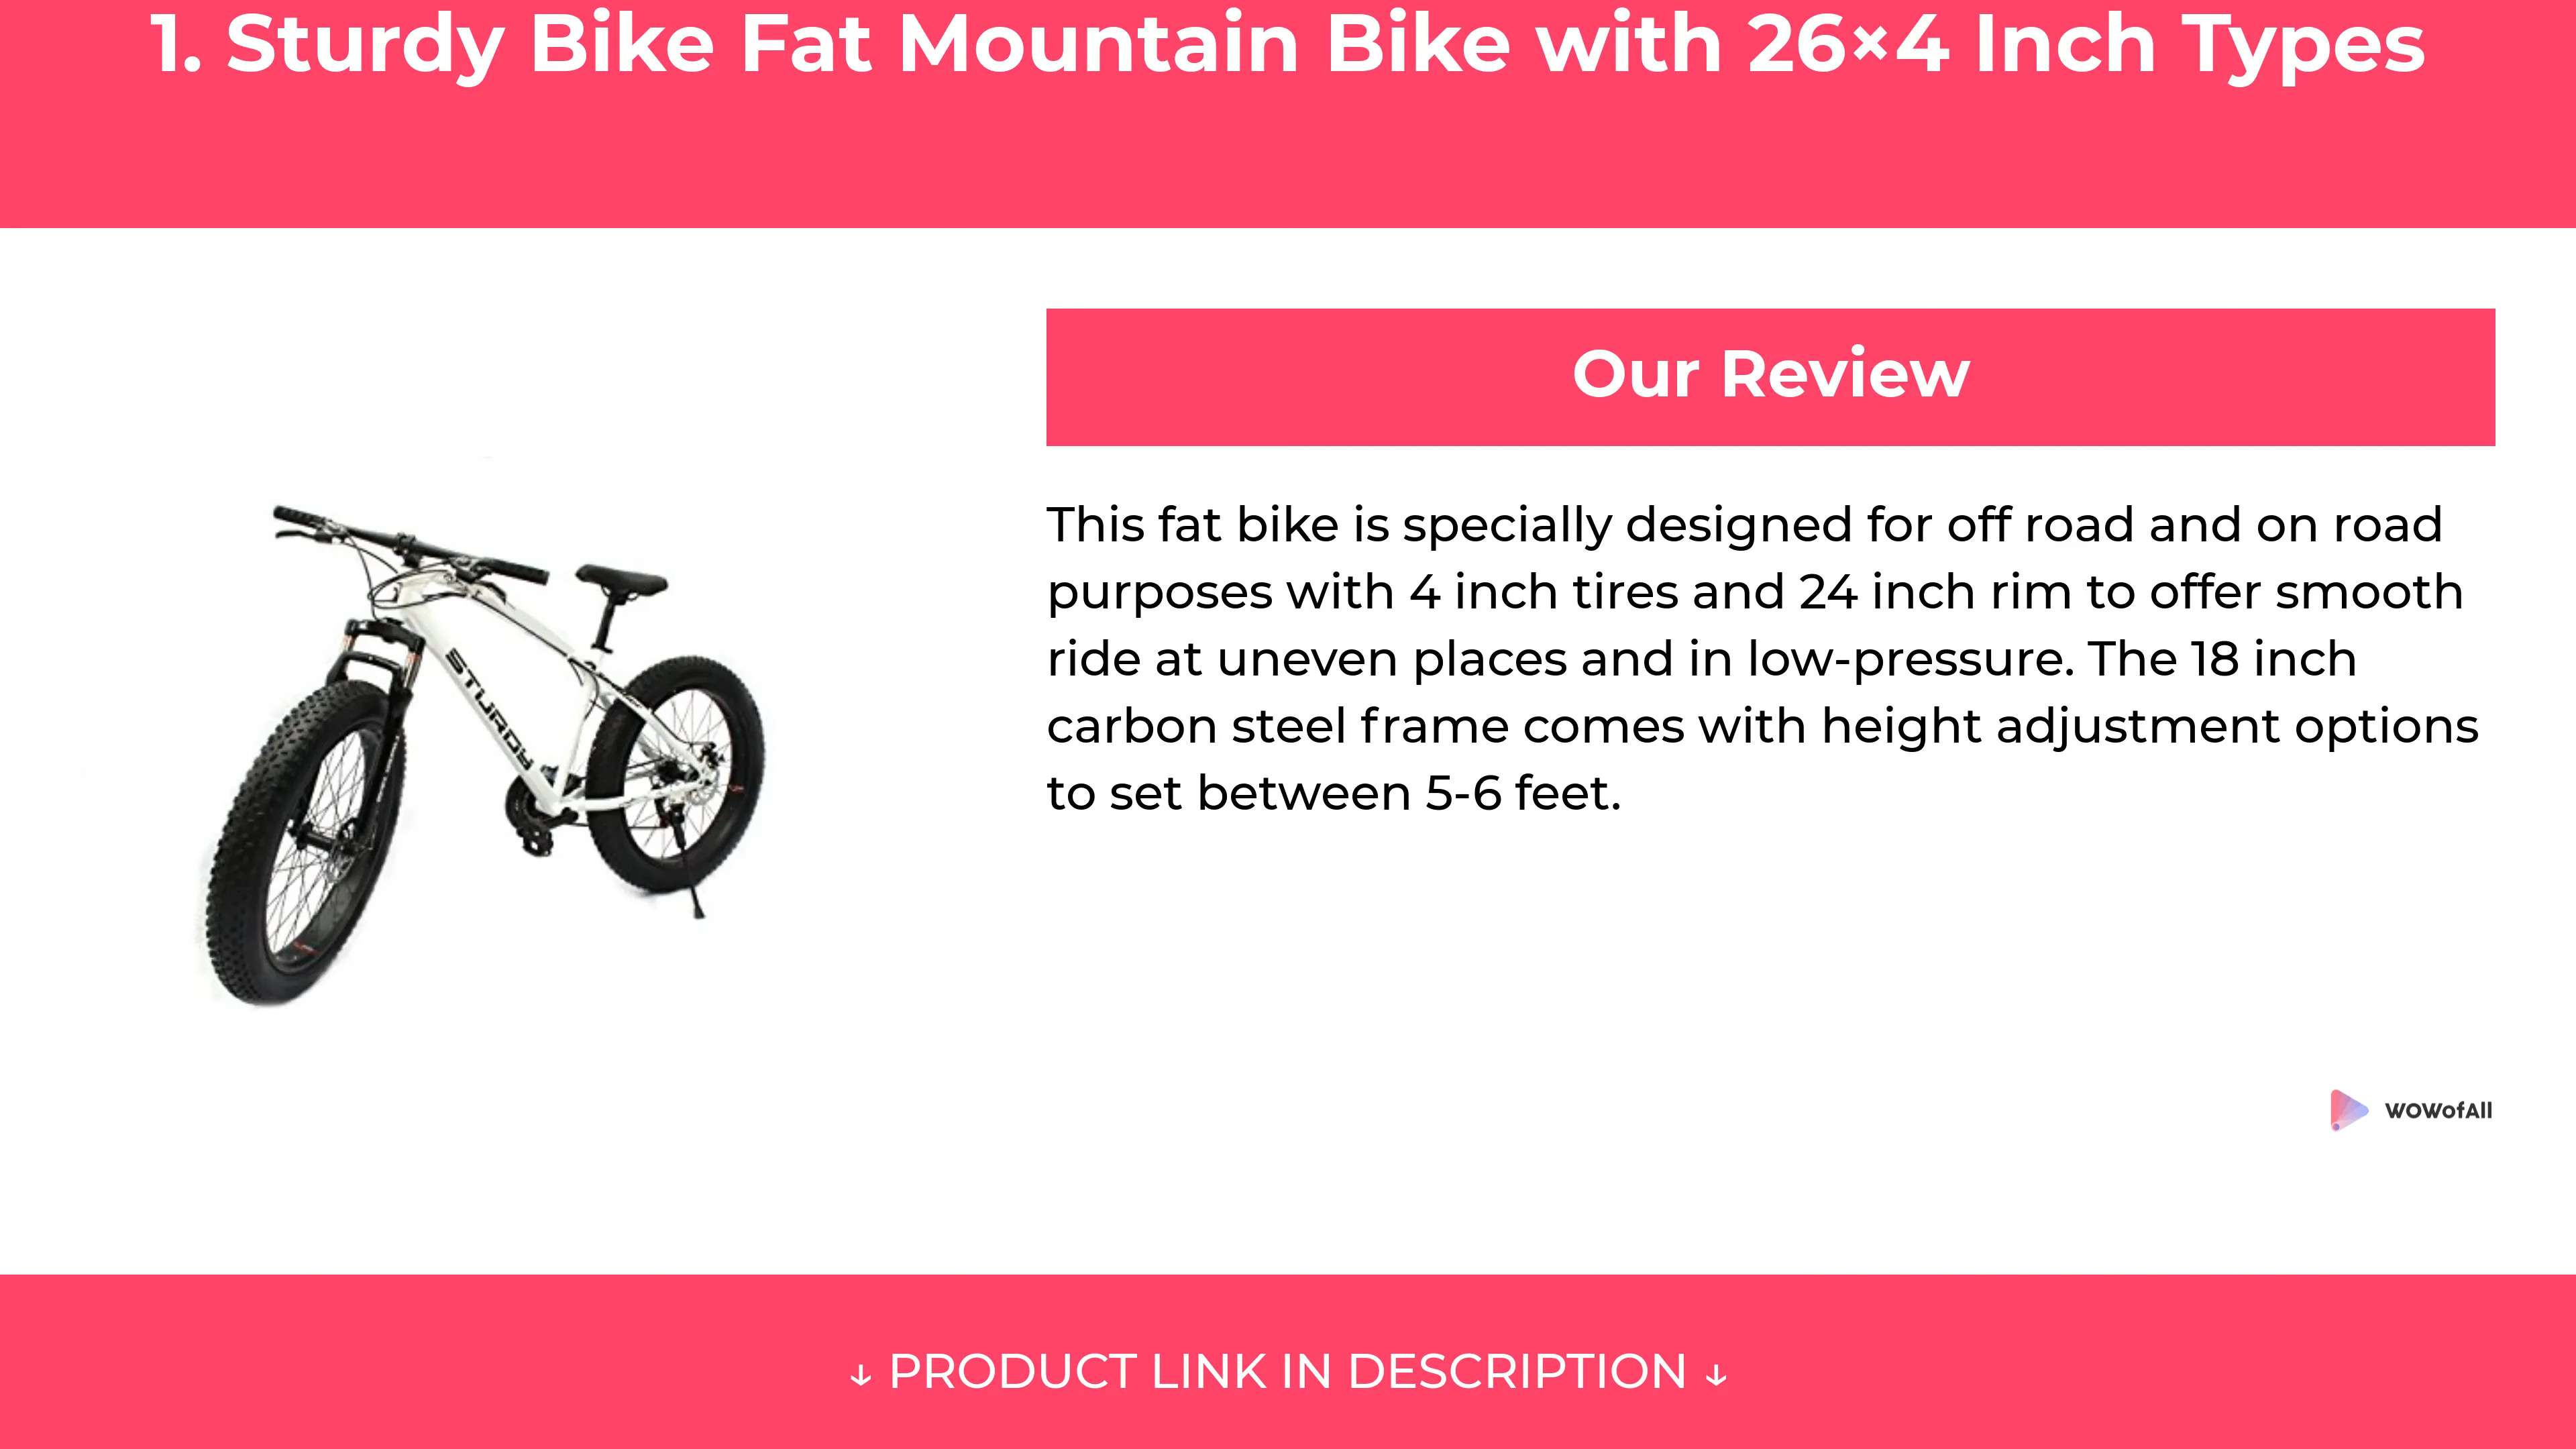 1. Sturdy Bike Fat Mountain Bike with 26×4 Inch Types
Our Review
This fat bike is specially designed for off road and on road
purposes with 4 inch tires and 24 inch rim to offer smooth
ride at uneven places and in low-pressure. The 18 inch
carbon steel frame comes with height adjustment options
to set between 5-6 feet.
STURDY
WOWofAll
↓ PRODUCT LINK IN DESCRIPTION ↓